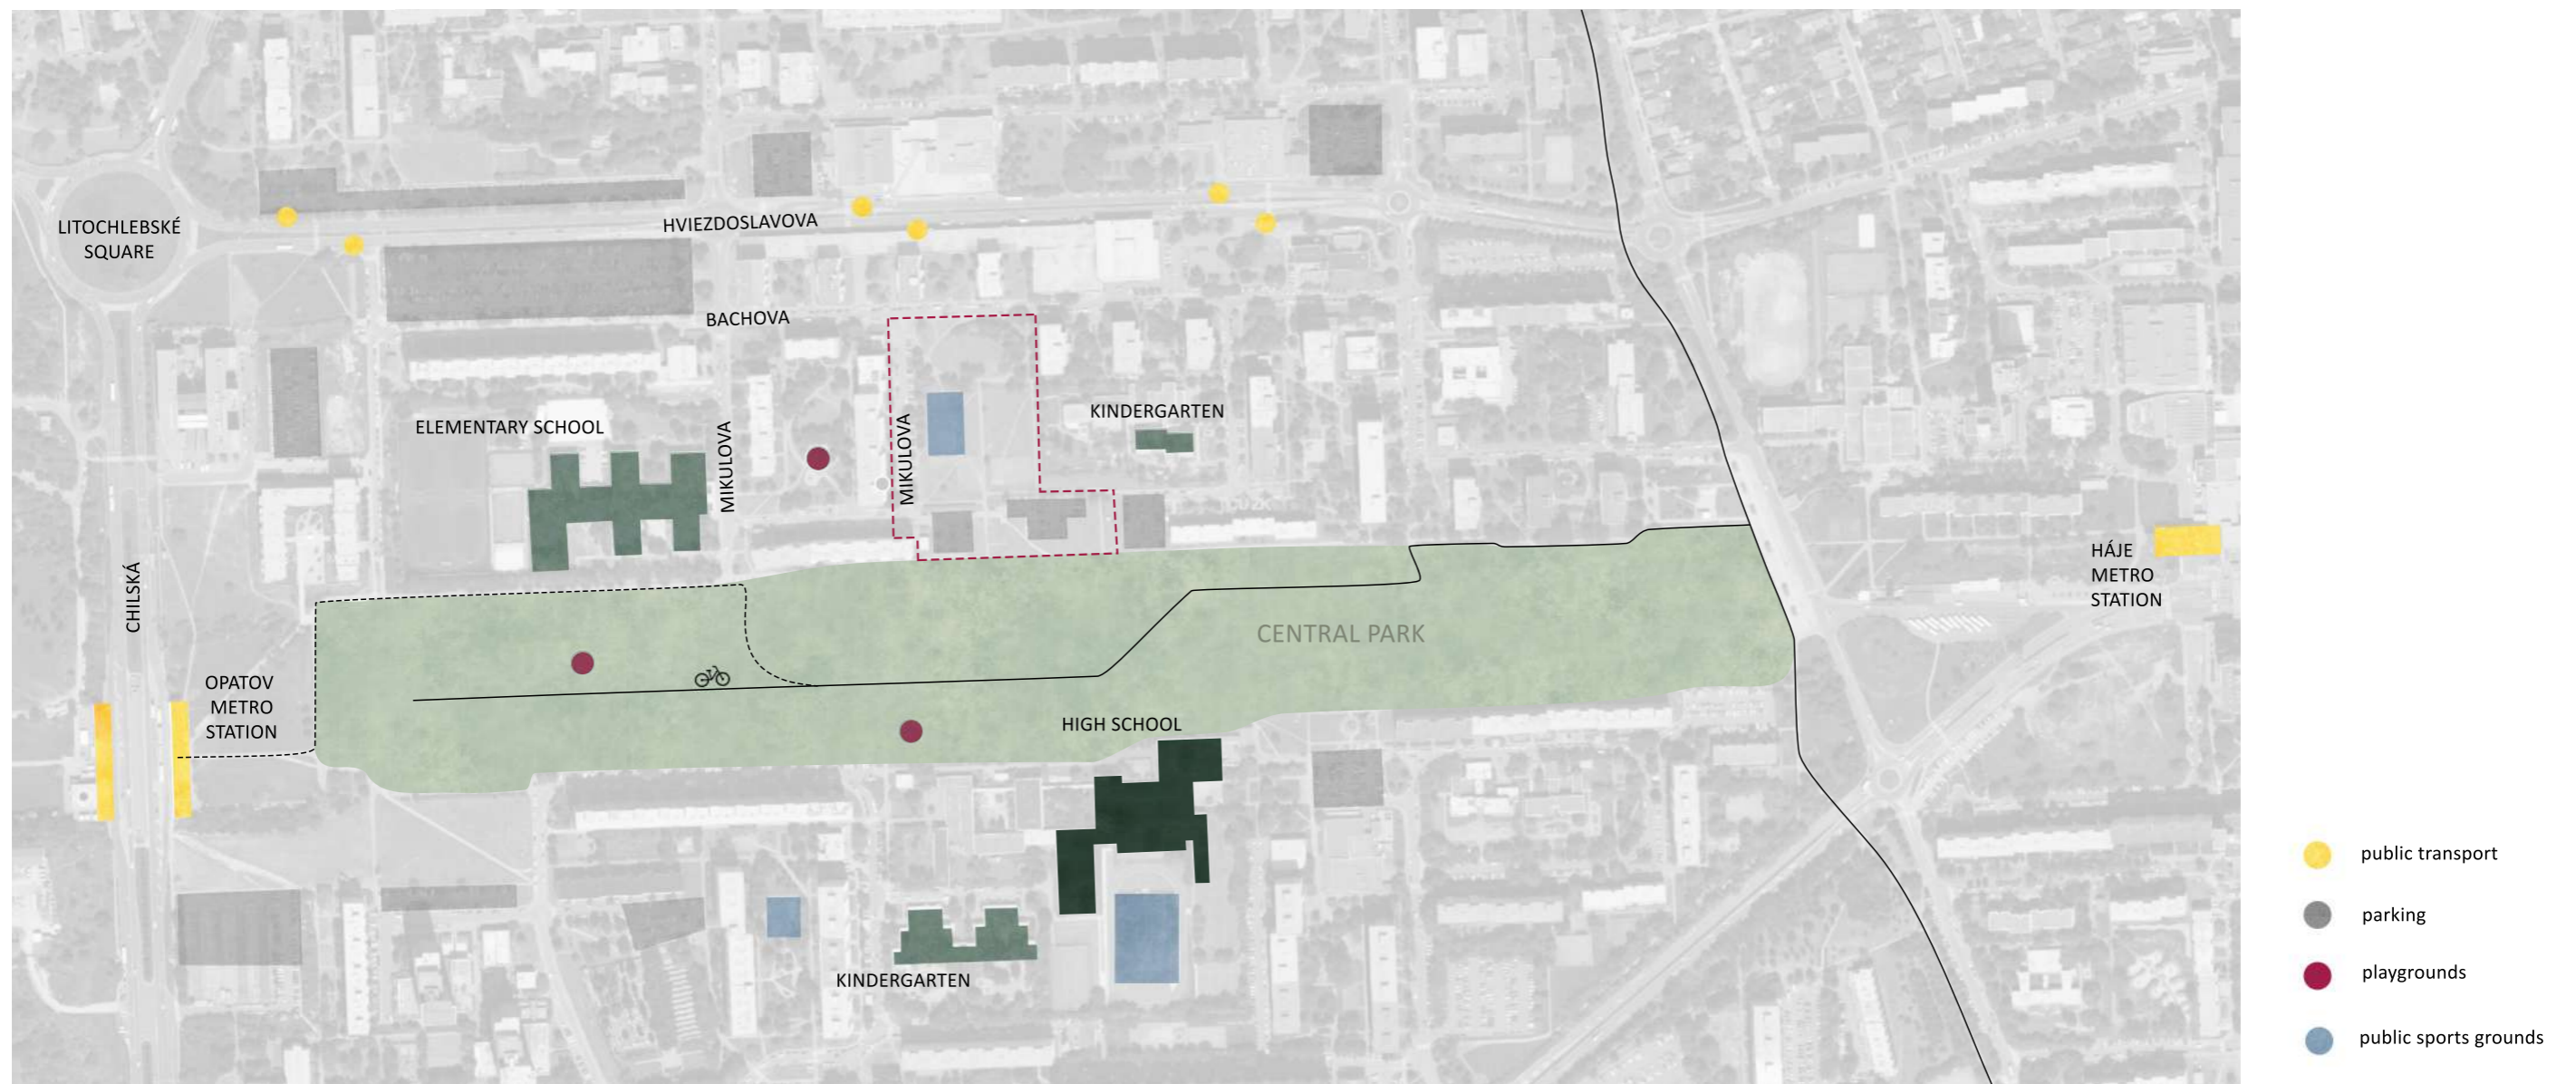 LITOCHLEBSKÉ
SQUARE
HVIEZDOSLAVOVA
BACHOVA
ELEMENTARY SCHOOL
MIKULOVA
MIKULOVA
KINDERGARTEN
CHILSKÁ
HÁJE
METRO
STATION
CENTRAL PARK
OPATOV
METRO
STATION
HIGH SCHOOL
KINDERGARTEN
public transport
parking
playgrounds
public sports grounds